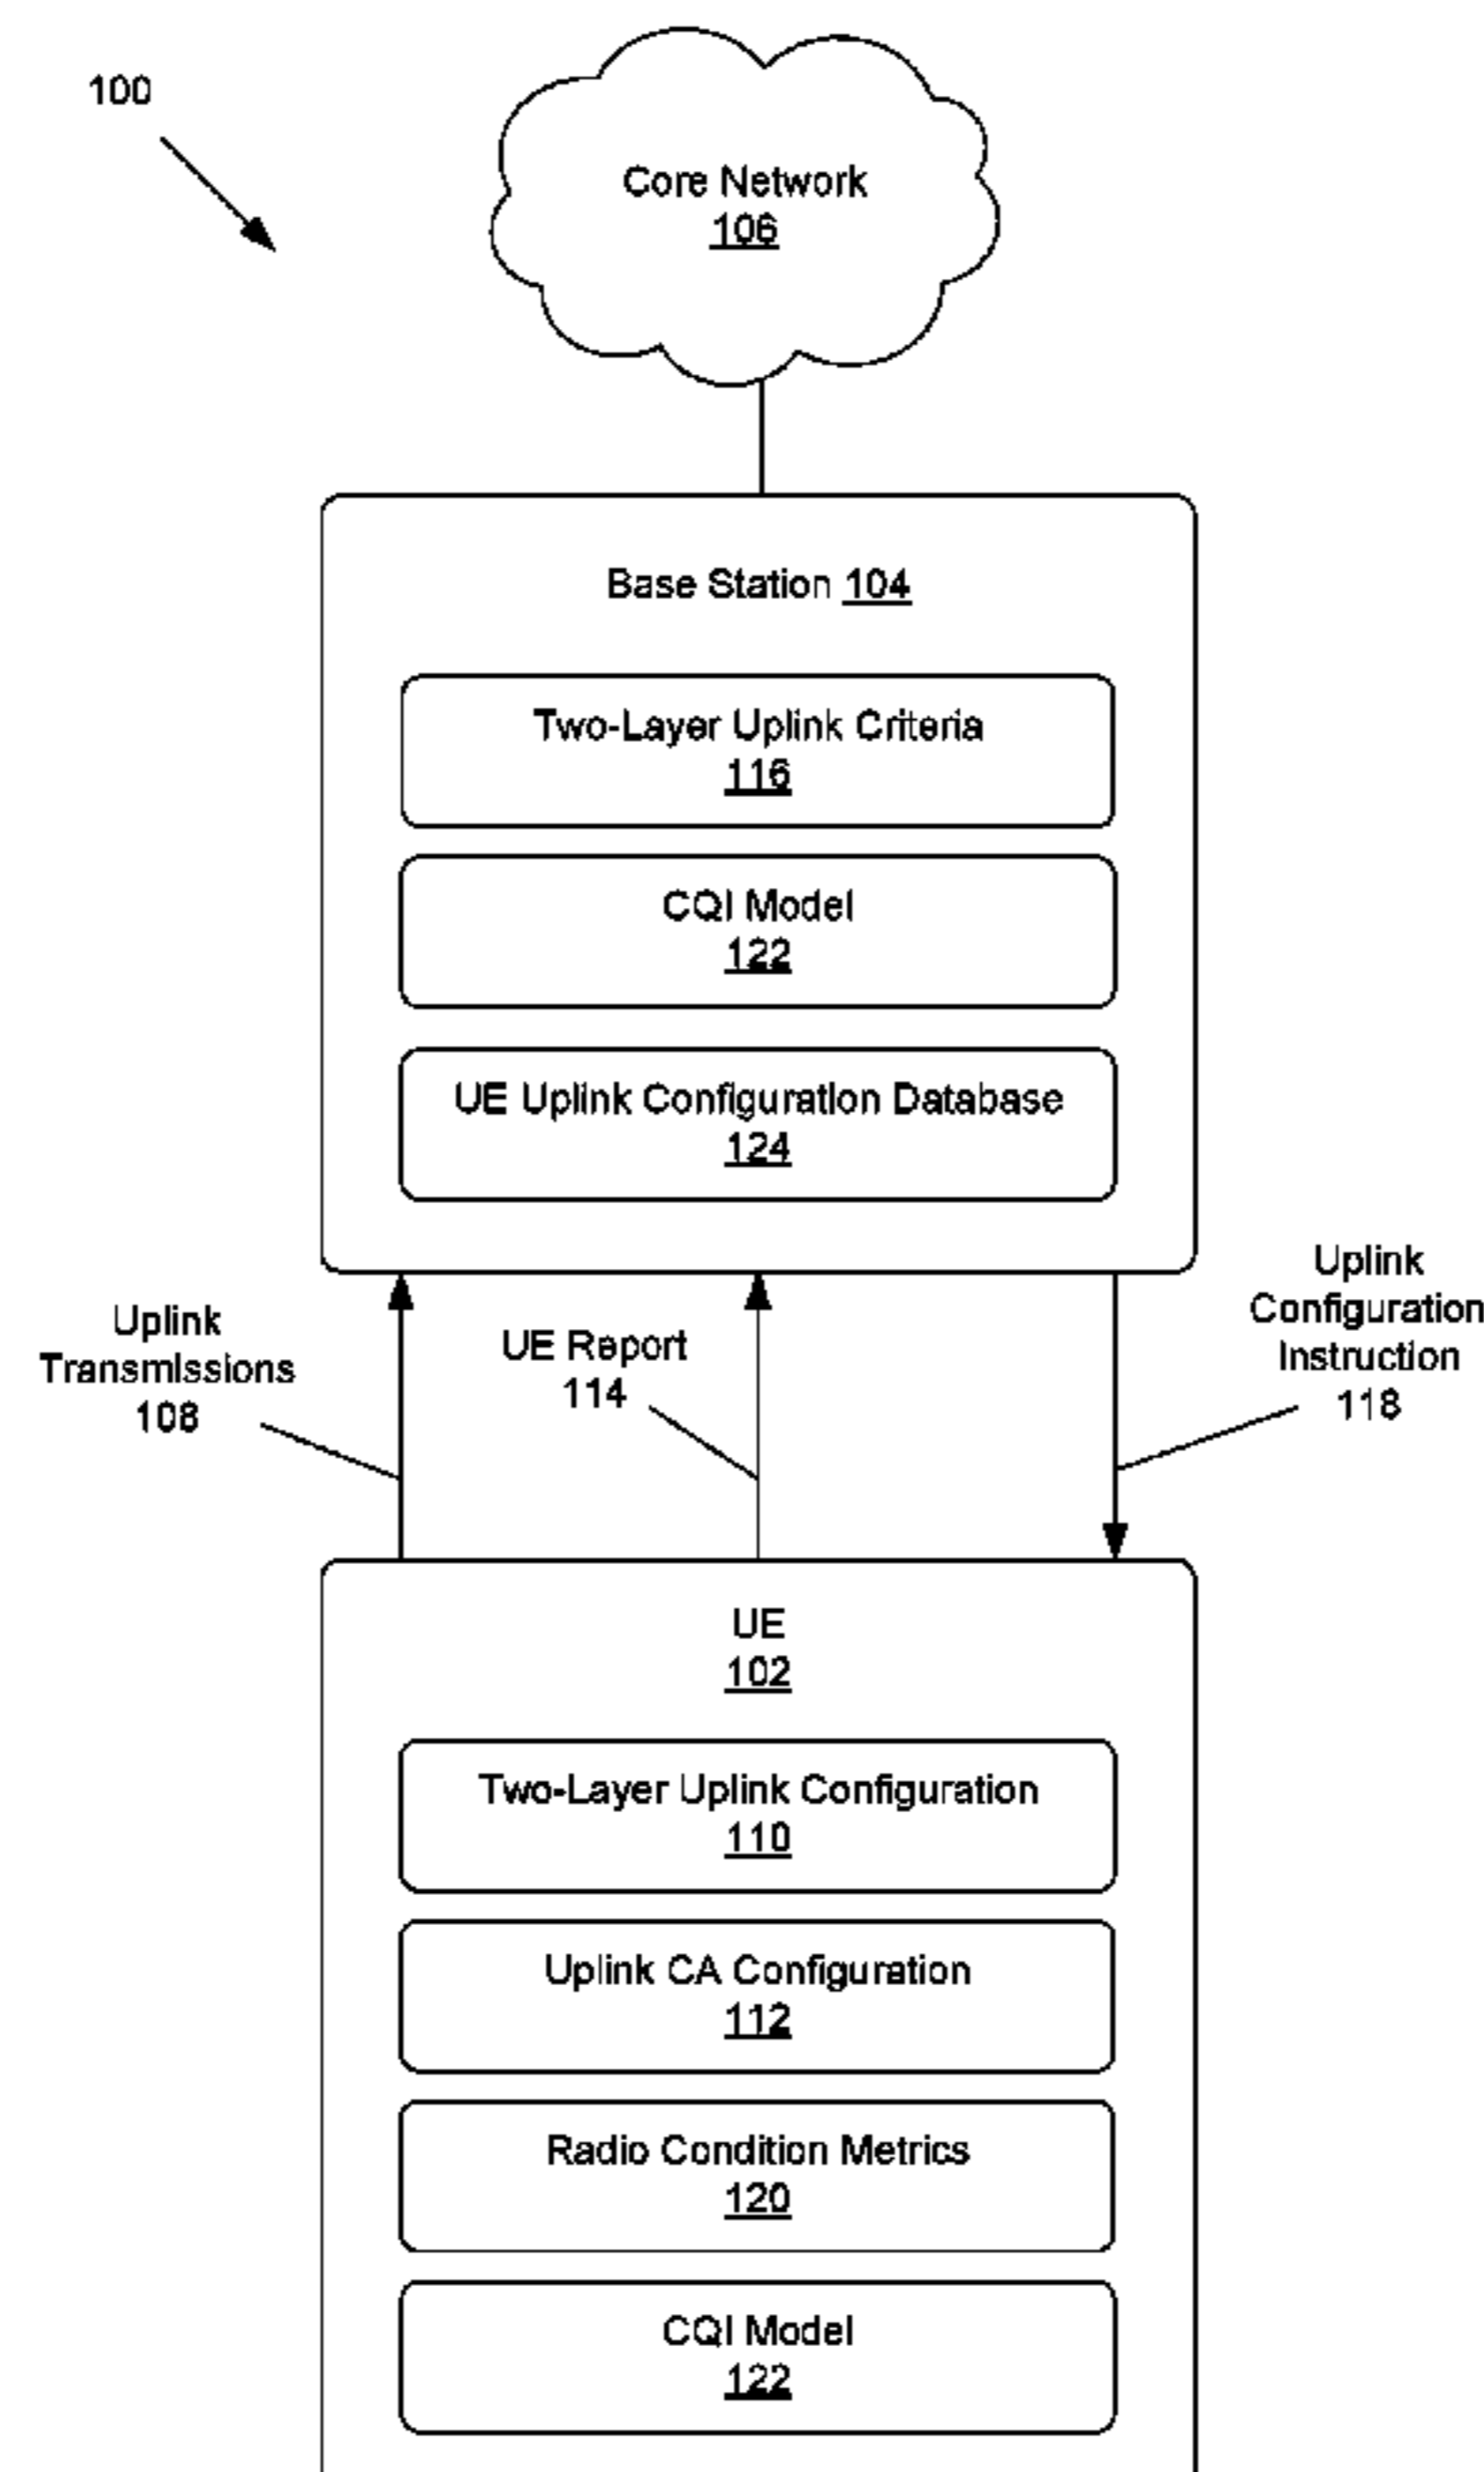 100
Core Network
106
Base Station 104
Two-Layer Uplink Criteria
116
CQI Model
122
UE Uplink Configuration Database
124
Uplink
Transmissions
108
UE Report
114
Uplink
Configuration
Instruction
118
UE
102
Two-Layer Uplink Configuration
110
Uplink CA Configuration
112
Radio Condition Metrics
120
CQI Model
122